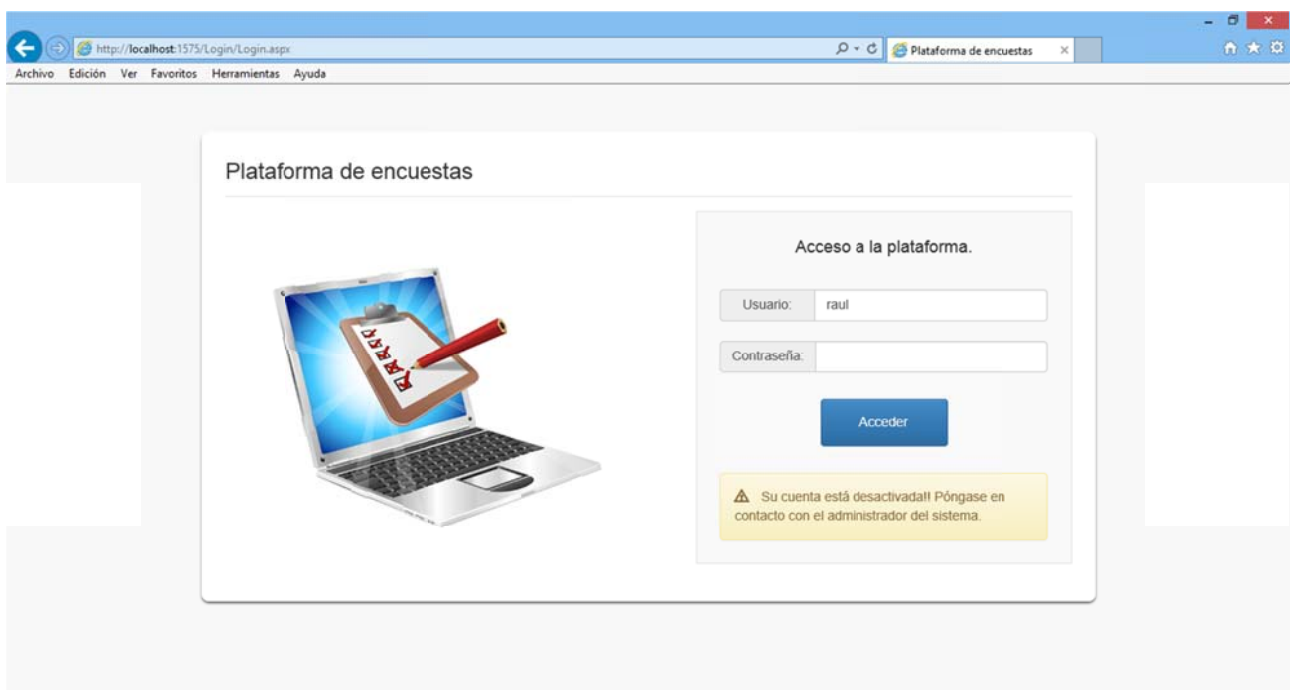 http://localhost:1575/Login/Login.aspx
Plataforma de encuestas
Archivo Edición Ver Favoritos Herramientas Ayuda
Plataforma de encuestas
Acceso a la plataforma.
Usuario: raul
Contraseña:
Acceder
Su cuenta está desactivada!! Póngase en
contacto con el administrador del sistema.